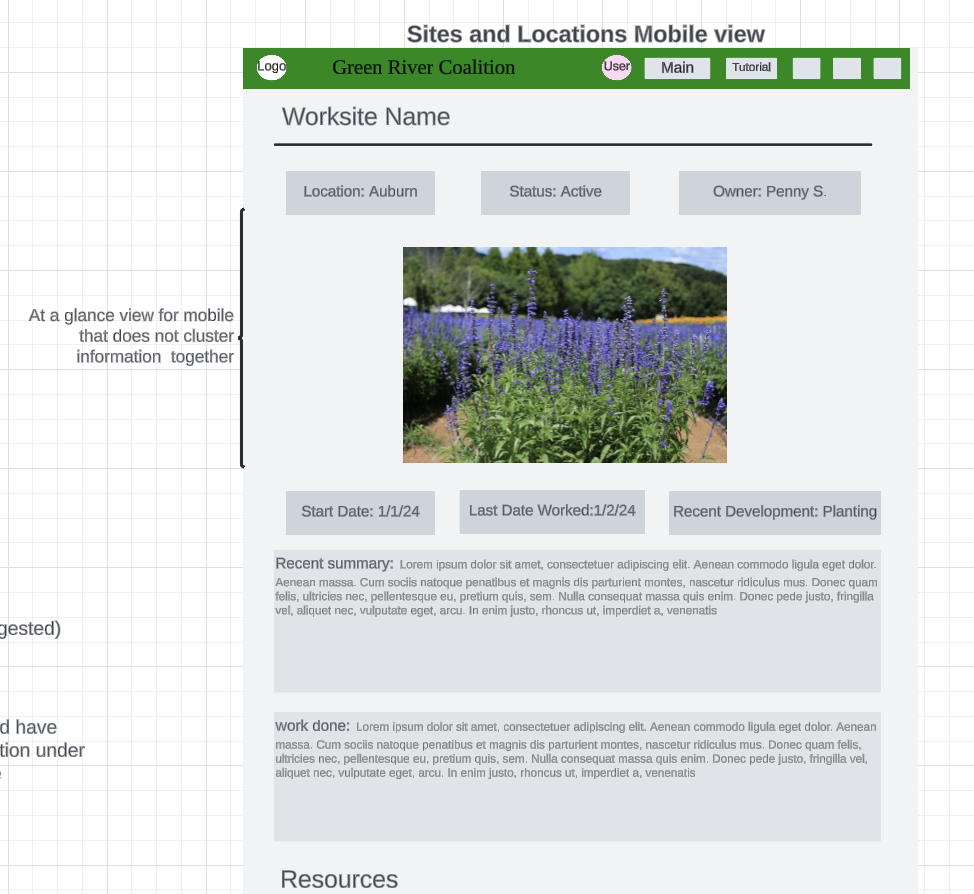 Sites and Locations Mobile view
Logo
Green River Coalition
User
Main
Tutorial
Worksite Name
Location: Auburn
Status: Active
Owner: Penny S.
At a glance view for mobile
that does not cluster
information  together
Start Date: 1/1/24
Last Date Worked:1/2/24
Recent Development: Planting
Recent summary: Lorem ipsum dolor sit amet, consectetuer adipiscing elit. Aenean commodo ligula eget dolor.
Aenean massa. Cum sociis natoque penatibus et magnis dis parturient montes, nascetur ridiculus mus. Donec quam
felis, ultricies nec, pellentesque eu, pretium quis, sem. Nulla consequat massa quis enim. Donec pede justo, fringilla
vel, aliquet nec, vulputate eget, arcu. In enim justo, rhoncus ut, imperdiet a, venenatis
gested)
d have
tion under
work done: Lorem ipsum dolor sit amet, consectetuer adipiscing elit. Aenean commodo ligula eget dolor. Aenean
massa. Cum sociis natoque penatibus et magnis dis parturient montes, nascetur ridiculus mus. Donec quam felis,
ultricies nec, pellentesque eu, pretium quis, sem. Nulla consequat massa quis enim. Donec pede justo, fringilla vel,
aliquet nec, vulputate eget, arcu. In enim justo, rhoncus ut, imperdiet a, venenatis
Resources